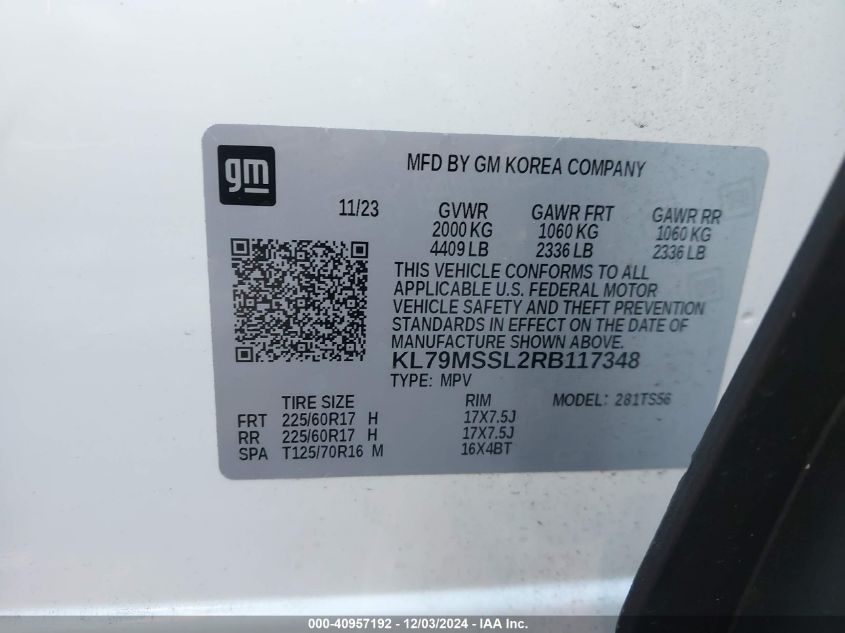 gm
MFD BY GM KOREA COMPANY
11/23 GVWR GAWR FRT GAWR RR
2000 KG 1060 KG 1060 KG
4409 LB 2336 LB 2336 LB
THIS VEHICLE CONFORMS TO ALL
APPLICABLE U.S. FEDERAL MOTOR
VEHICLE SAFETY AND THEFT PREVENTION
STANDARDS IN EFFECT ON THE DATE OF
MANUFACTURE SHOWN ABOVE.
KL79MSSL2RB117348
TYPE: MPV
TIRE SIZE RIM MODEL: 281TS56
FRT 225/60R17 H 17X7.5J
RR 225/60R17 H 17X7.5J
SPA T125/70R16 M 16X4BT
000-40957192 - 12/03/2024 - IAA Inc.